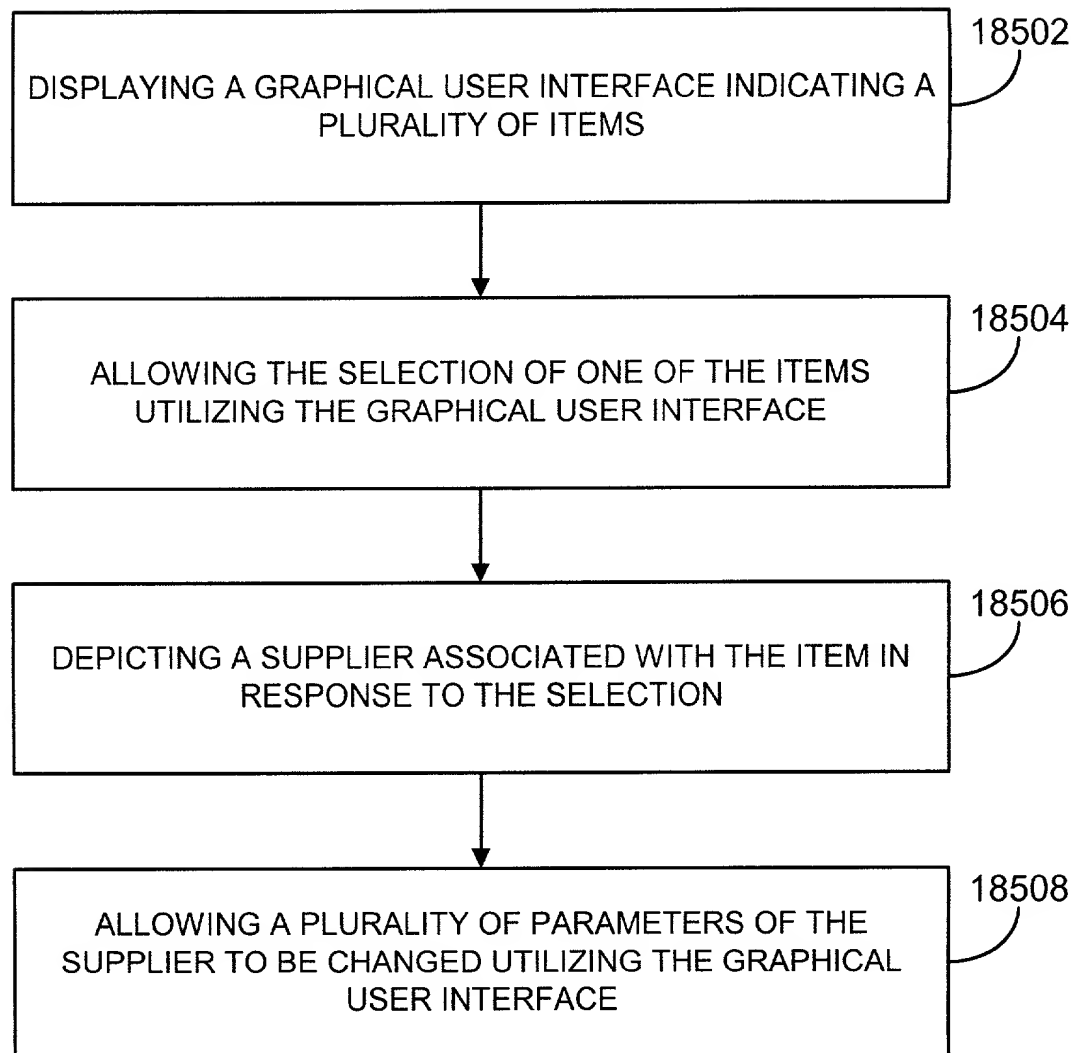 18502
DISPLAYING A GRAPHICAL USER INTERFACE INDICATING A
PLURALITY OF ITEMS
18504
ALLOWING THE SELECTION OF ONE OF THE ITEMS
UTILIZING THE GRAPHICAL USER INTERFACE
18506
DEPICTING A SUPPLIER ASSOCIATED WITH THE ITEM IN
RESPONSE TO THE SELECTION
18508
ALLOWING A PLURALITY OF PARAMETERS OF THE
SUPPLIER TO BE CHANGED UTILIZING THE GRAPHICAL
USER INTERFACE